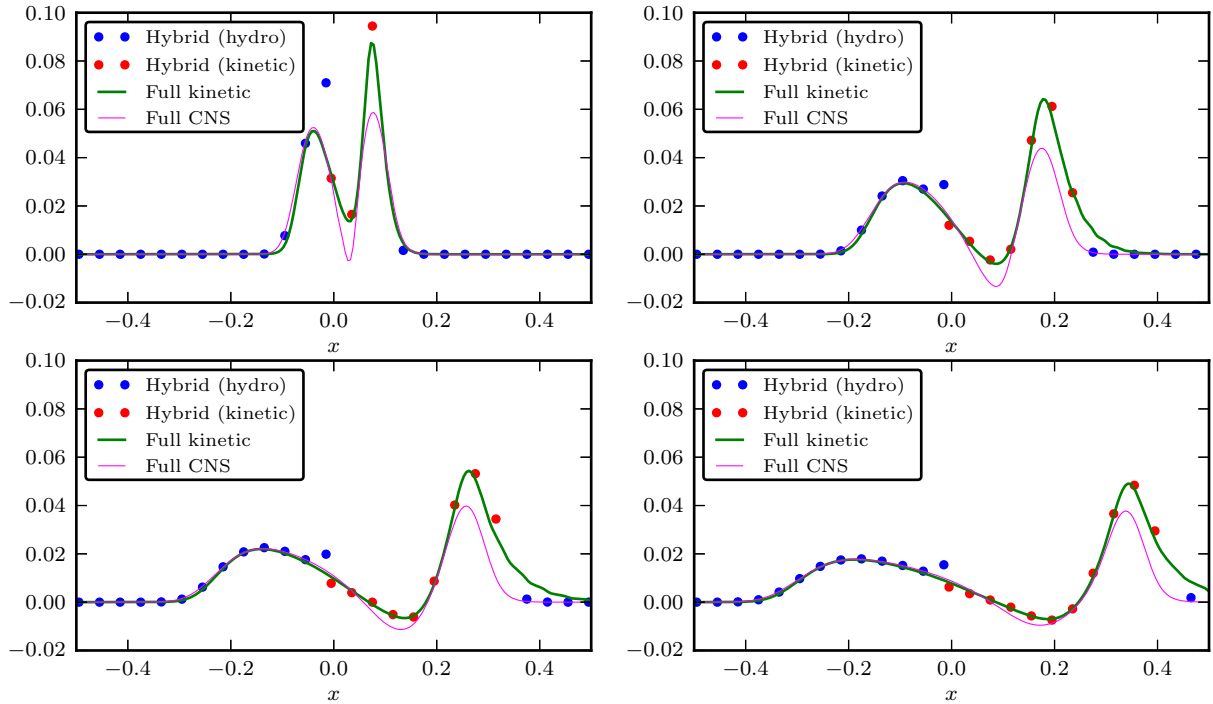 0.10
0.08
0.06
0.04
0.02
0.00
−0.02
Hybrid (hydro)
Hybrid (kinetic)
Full kinetic
Full CNS
−0.4 −0.2 0.0 0.2 0.4
x
0.10
0.08
0.06
0.04
0.02
0.00
−0.02
Hybrid (hydro)
Hybrid (kinetic)
Full kinetic
Full CNS
−0.4 −0.2 0.0 0.2 0.4
x
0.10
0.08
0.06
0.04
0.02
0.00
−0.02
Hybrid (hydro)
Hybrid (kinetic)
Full kinetic
Full CNS
−0.4 −0.2 0.0 0.2 0.4
x
0.10
0.08
0.06
0.04
0.02
0.00
−0.02
Hybrid (hydro)
Hybrid (kinetic)
Full kinetic
Full CNS
−0.4 −0.2 0.0 0.2 0.4
x